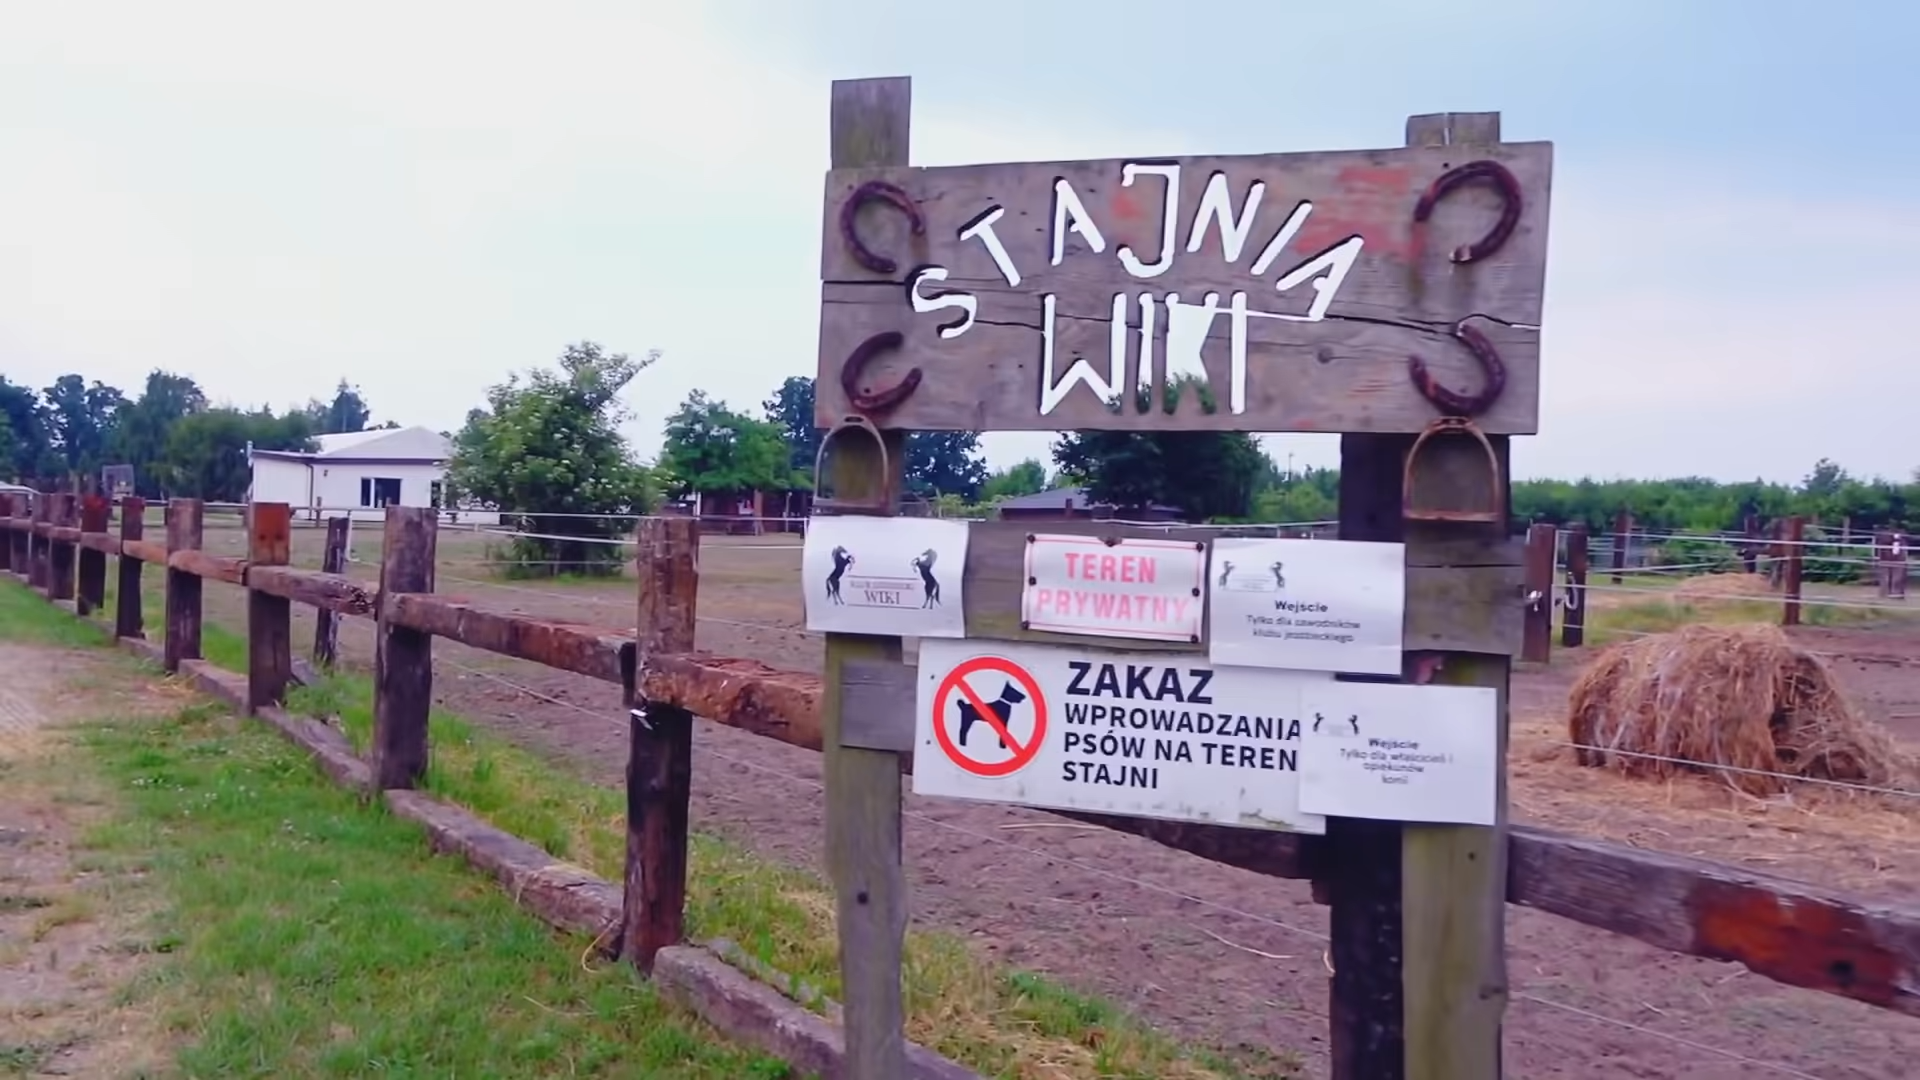 STAJNIA
WIKI
WIKI
TEREN
PRYWATNY
Wejście
Tylko dla zawodników
klubu jeździeckiego
ZAKAZ
WPROWADZANIA
PSÓW NA TEREN
STAJNI
Wejście
Tylko dla właścicieli i
opiekunów
koni